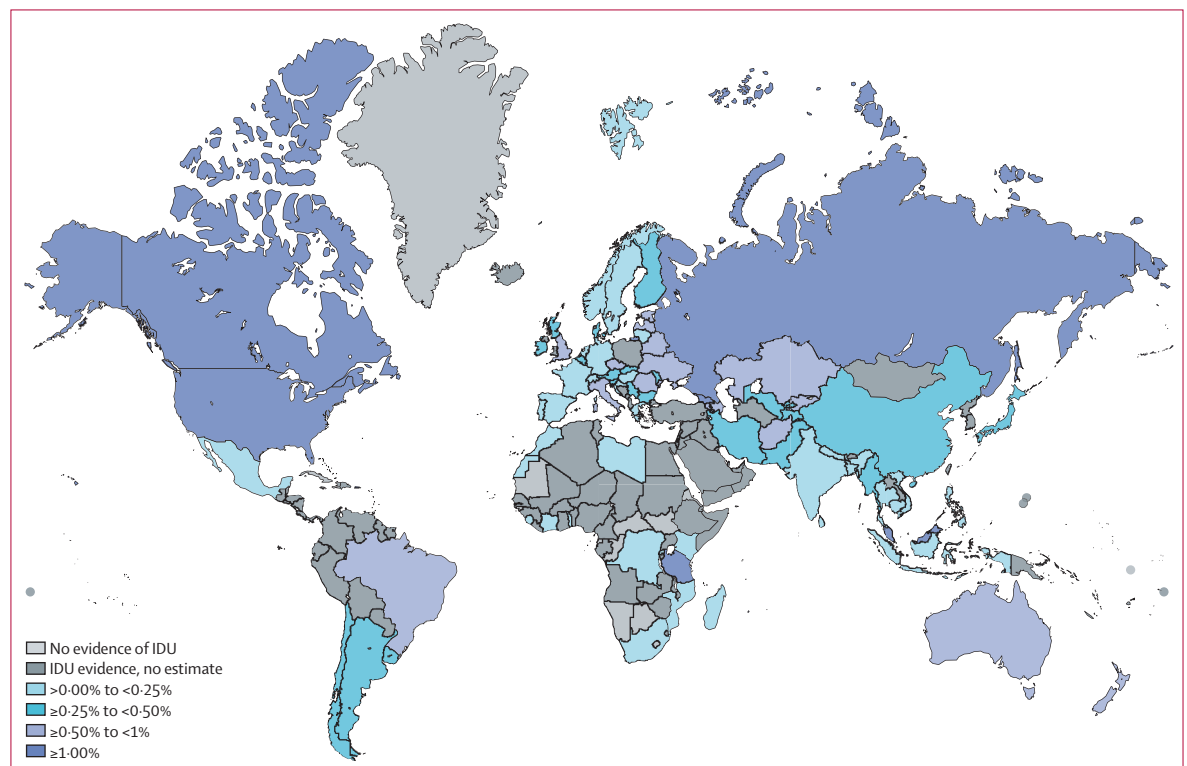 No evidence of IDU
IDU evidence, no estimate
>0·00% to <0·25%
≥0·25% to <0·50%
≥0·50% to <1%
≥1·00%